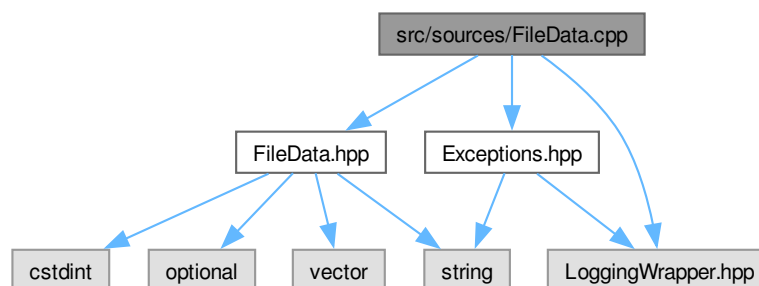 src/sources/FileData.cpp
FileData.hpp
Exceptions.hpp
cstdint
optional
vector
string
LoggingWrapper.hpp